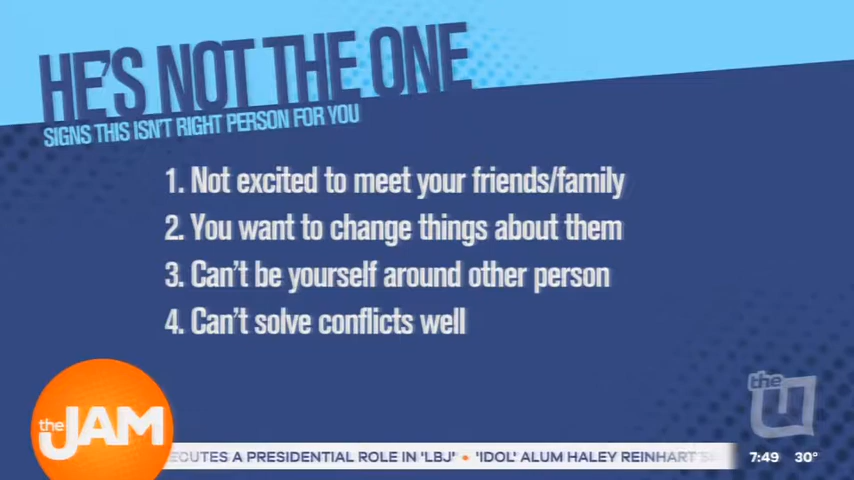 HE'S NOT THE ONE
SIGNS THIS ISN'T RIGHT PERSON FOR YOU
1. Not excited to meet your friends/family
2. You want to change things about them
3. Can't be yourself around other person
4. Can't solve conflicts well
the JAM
the U
ECUTES A PRESIDENTIAL ROLE IN 'LBJ' • 'IDOL' ALUM HALEY REINHART
7:49 30°